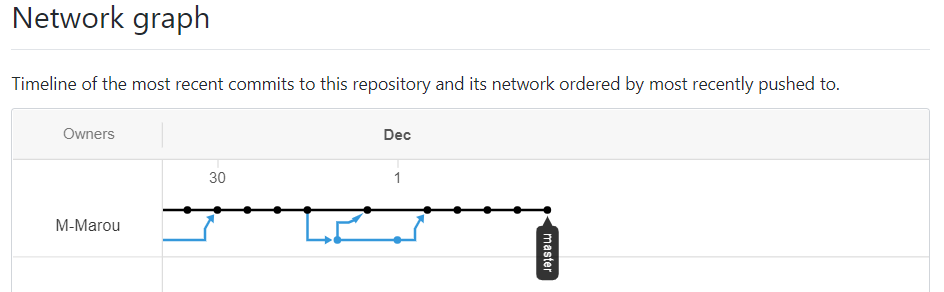 Network graph
Timeline of the most recent commits to this repository and its network ordered by most recently pushed to.
Owners
Dec
30
1
M-Marou
master